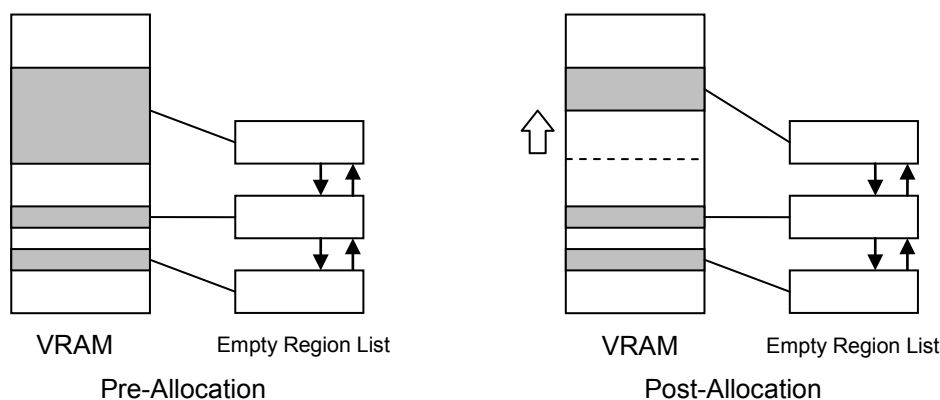 VRAM
Empty Region List
Pre-Allocation
VRAM
Empty Region List
Post-Allocation